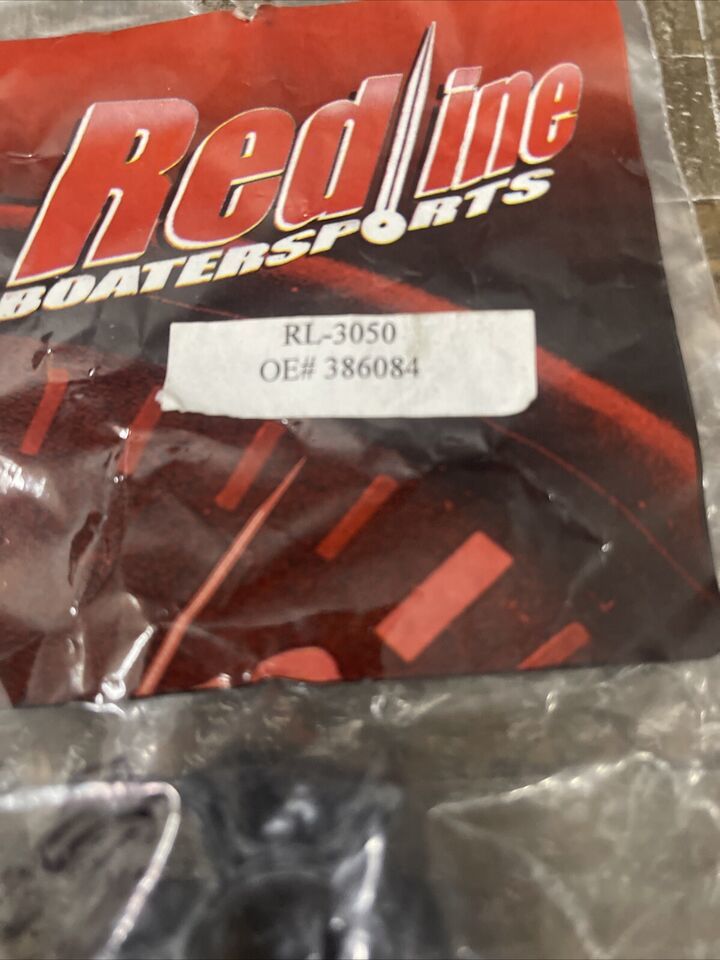 Redline
BOATERSPORTS
RL-3050
OE# 386084